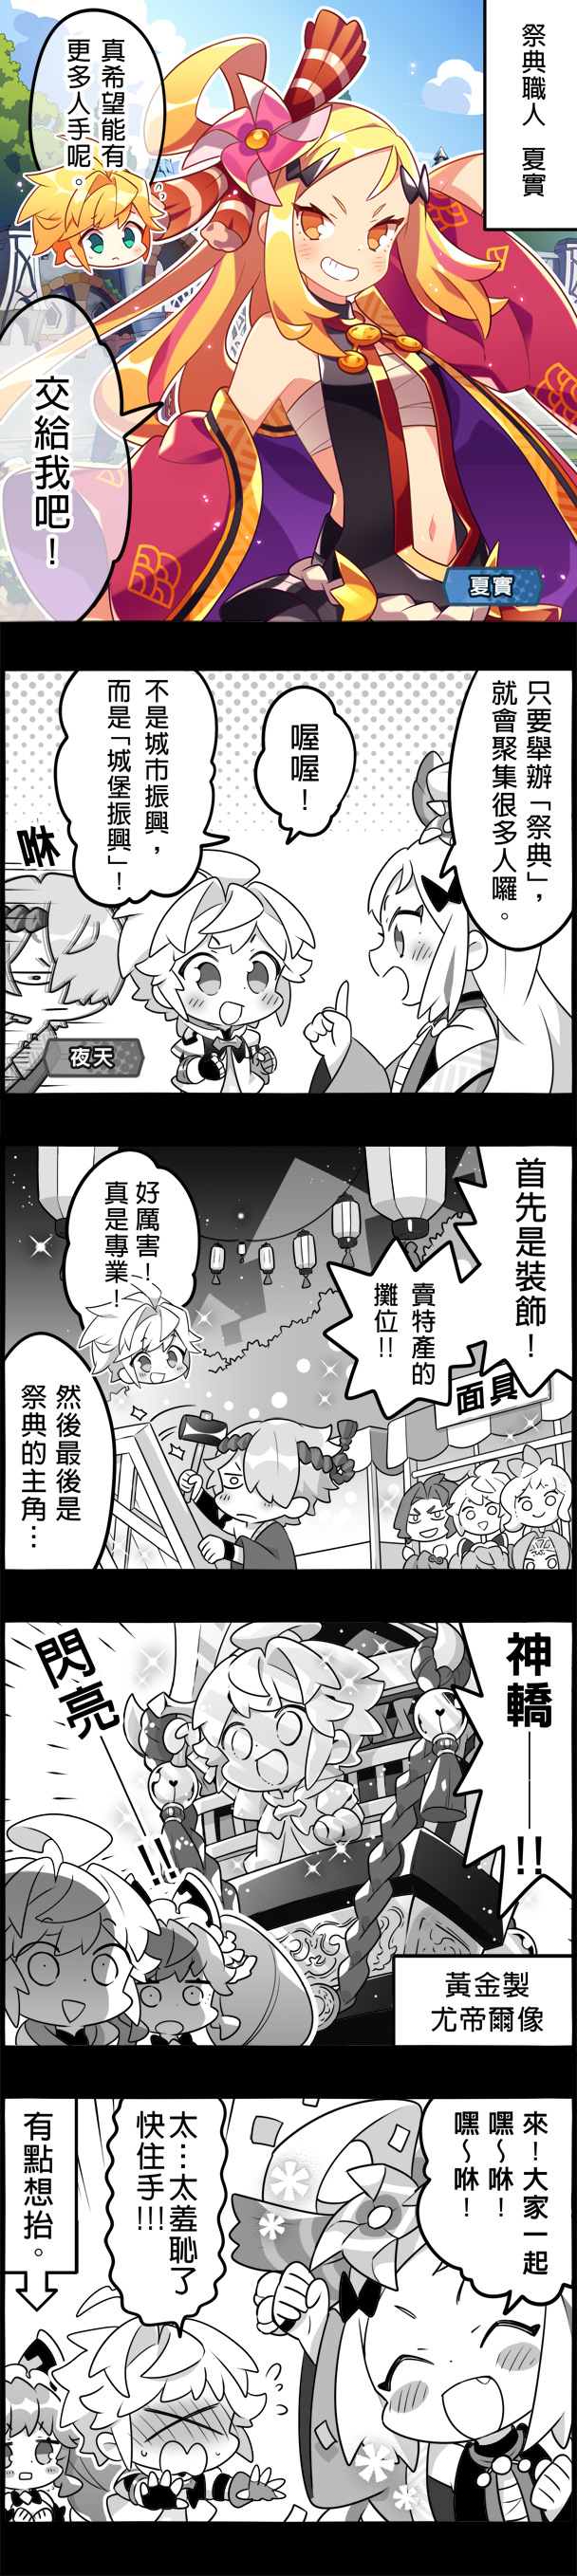 祭典職人 夏實
真希望能有
更多人手呢。
交給我吧！
夏實
只要舉辦「祭典」，
就會聚集很多人囉。
喔喔！
不是城市振興，
而是「城堡振興」！
咻
夜天
首先是裝飾！
賣特產的
攤位!!
面具
好厲害！
真是專業！
然後最後是
祭典的主角…
神轎——!!
閃亮——!!
黃金製
尤帝爾像
來！大家一起
嘿～咻！
嘿～咻！
太…太羞恥了
快住手!!!
有點想抬。